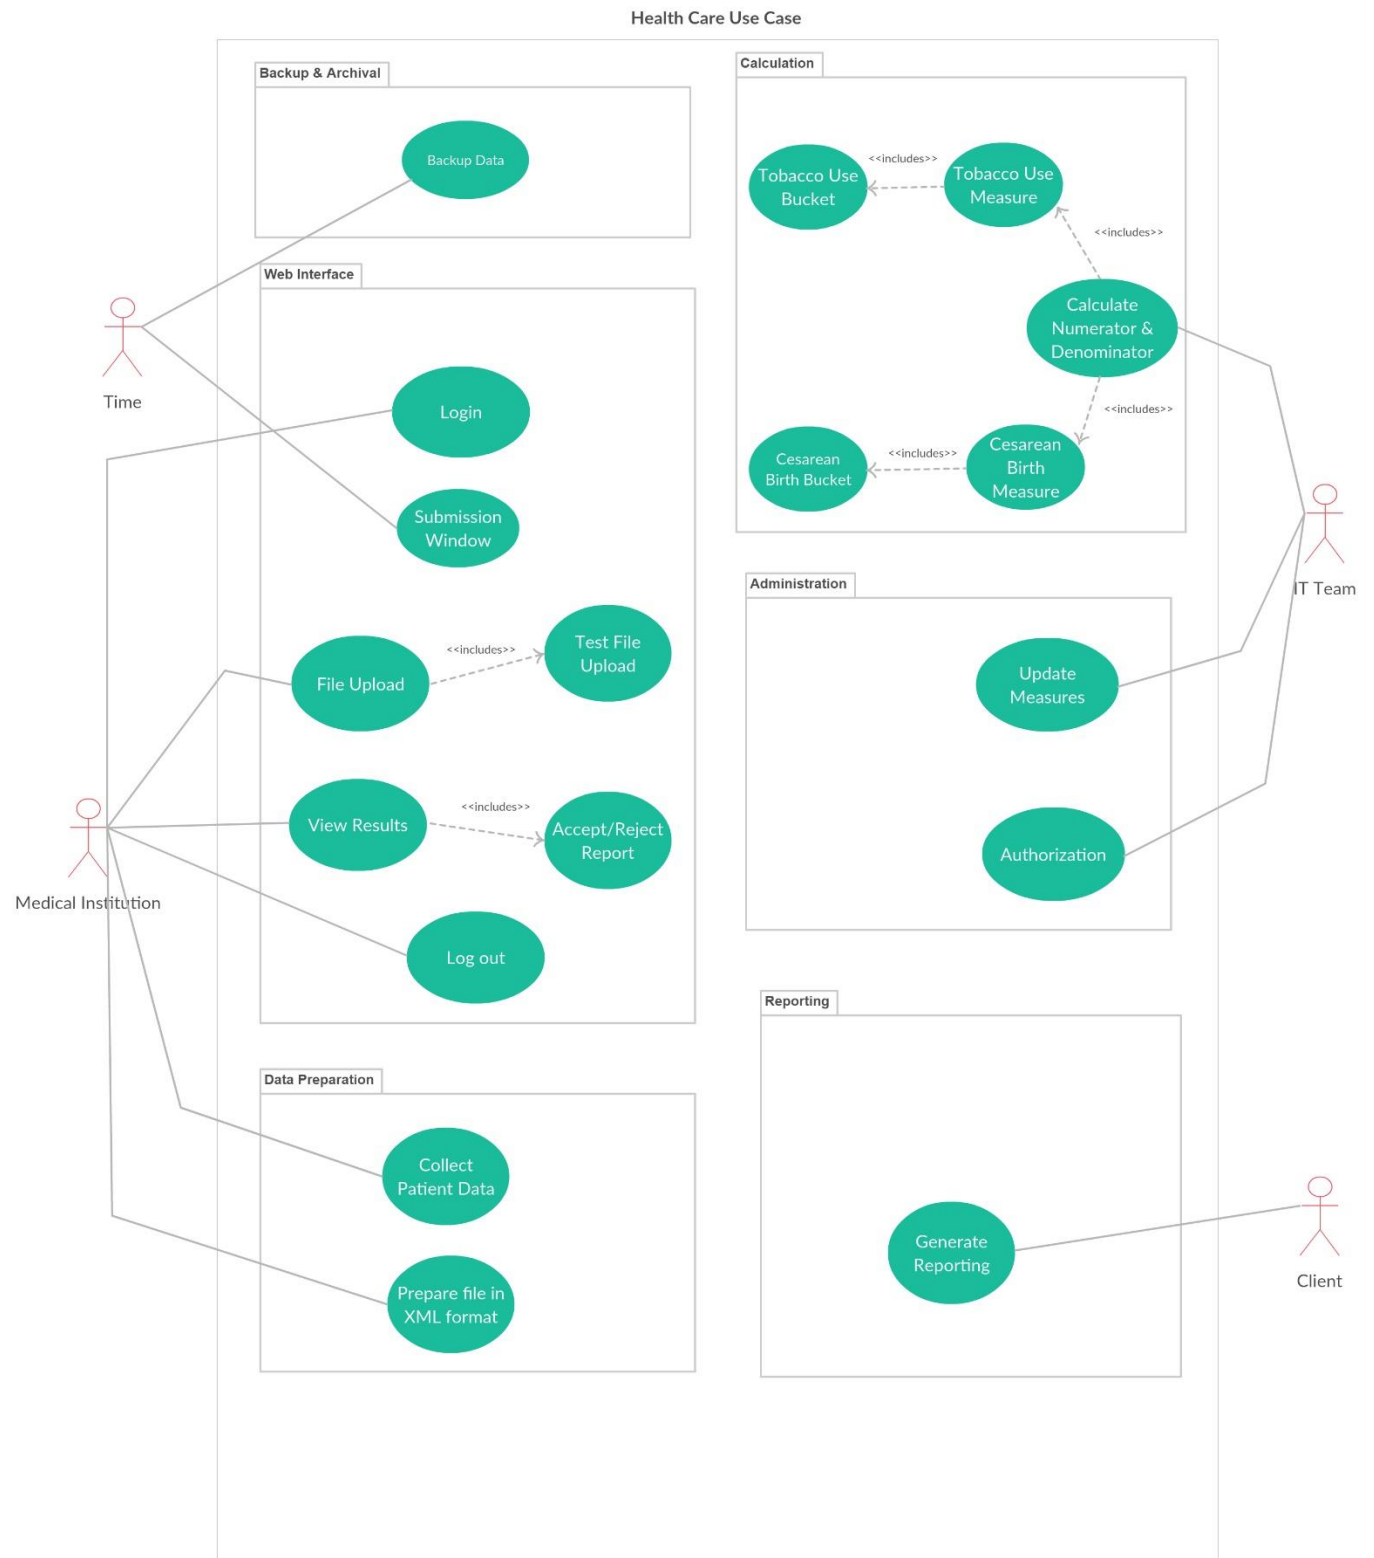 Health Care Use Case
Backup & Archival
Backup Data
Calculation
Tobacco Use
Bucket
<<includes>>
Tobacco Use
Measure
<<includes>>
Calculate
Numerator &
Denominator
<<includes>>
Cesarean
Birth Bucket
<<includes>>
Cesarean
Birth
Measure
Time
Web Interface
Login
Submission
Window
File Upload
<<includes>>
Test File
Upload
View Results
<<includes>>
Accept/Reject
Report
Log out
IT Team
Administration
Update
Measures
Authorization
Medical Institution
Data Preparation
Collect
Patient Data
Prepare file in
XML format
Reporting
Generate
Reporting
Client